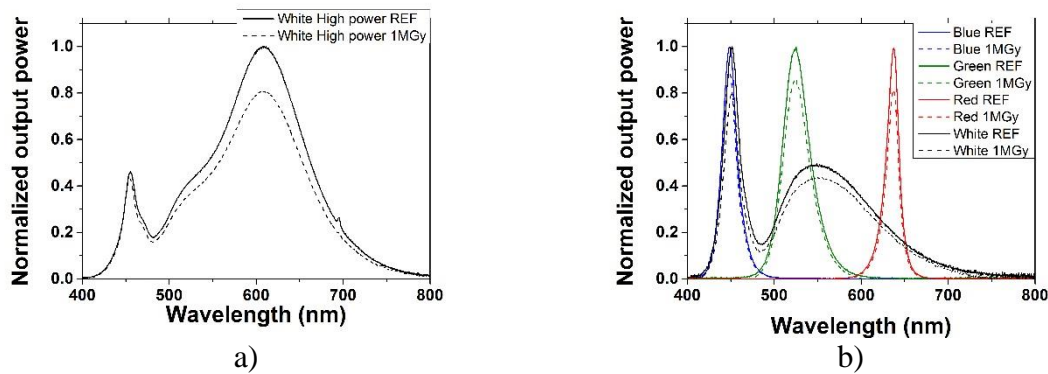 White High power REF
White High power 1MGy
Normalized output power
1.0
0.8
0.6
0.4
0.2
0.0
400 500 600 700 800
Wavelength (nm)
a)
Blue REF
Blue 1MGy
Green REF
Green 1MGy
Red REF
Red 1MGy
White REF
White 1MGy
Normalized output power
1.0
0.8
0.6
0.4
0.2
0.0
400 500 600 700 800
Wavelength (nm)
b)